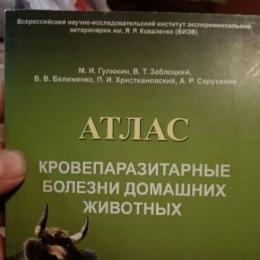 Всероссийский научно-исследовательский институт экспериментальной
ветеринарии им. Я. Р. Коваленко (ВИЭВ)
М. И. Гулюкин, В. Т. Заблоцкий,
В. В. Белименко, П. И. Христиановский, А. Р. Саруханян
АТЛАС
КРОВЕПАРАЗИТАРНЫЕ
БОЛЕЗНИ ДОМАШНИХ
ЖИВОТНЫХ